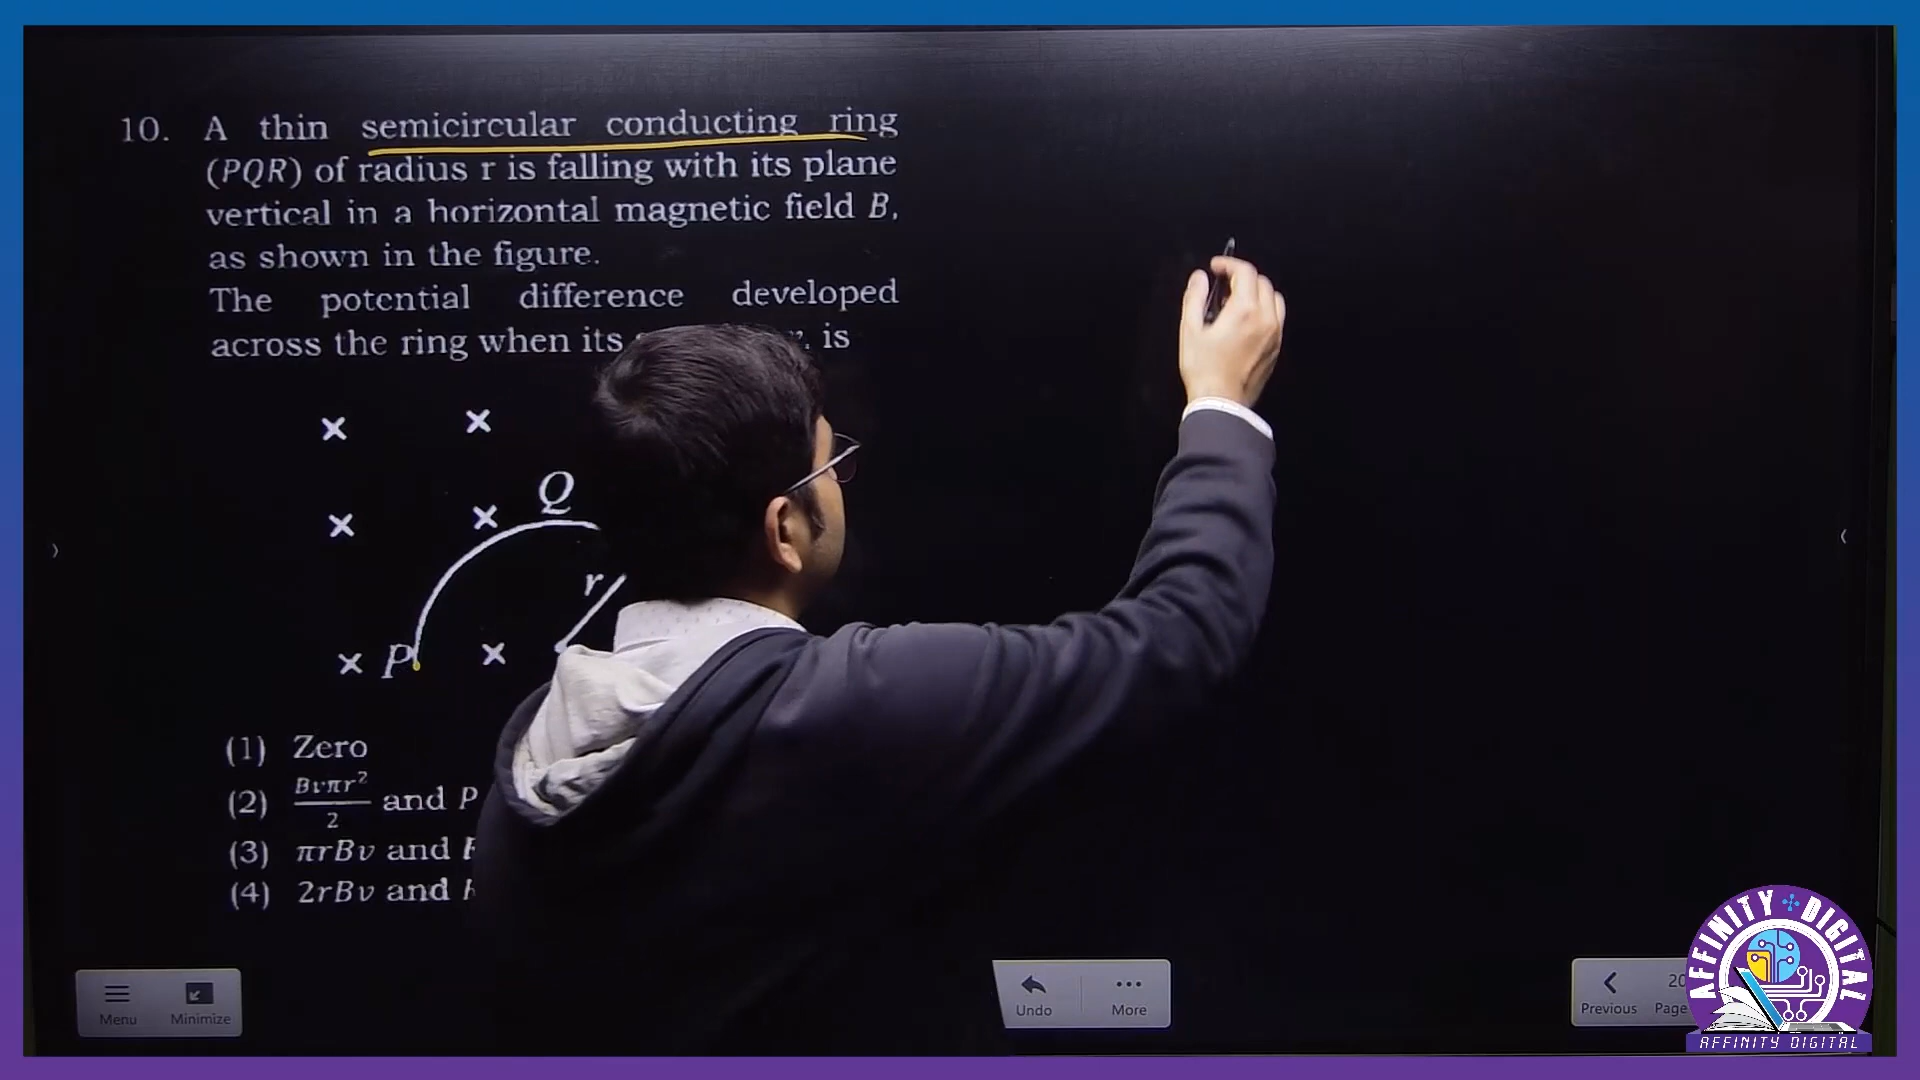 10. A thin semicircular conducting ring
(PQR) of radius r is falling with its plane
vertical in a horizontal magnetic field B,
as shown in the figure.
The potential difference developed
across the ring when its v, is
× ×
Q
× ×
r
× P ×
(1) Zero
(2) Bvπr²/2 and P
(3) πrBv and
(4) 2rBv and
Menu
Minimize
Undo
More
Previous
Page
20
AFFINITY DIGITAL
AFFINITY DIGITAL